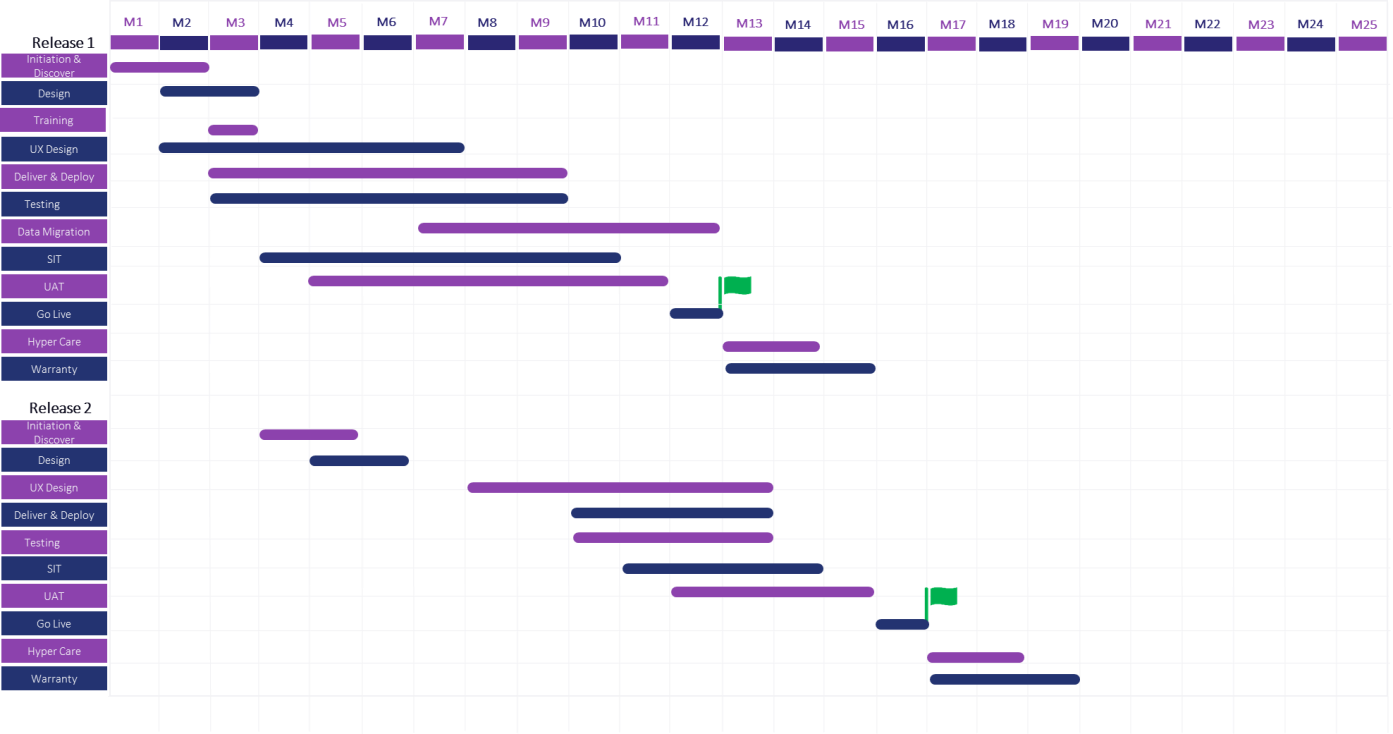 M1 M2 M3 M4 M5 M6 M7 M8 M9 M10 M11 M12 M13 M14 M15 M16 M17 M18 M19 M20 M21 M22 M23 M24 M25
Release 1
Initiation &
Discover
Design
Training
UX Design
Deliver & Deploy
Testing
Data Migration
SIT
UAT
Go Live
Hyper Care
Warranty
Release 2
Initiation &
Discover
Design
UX Design
Deliver & Deploy
Testing
SIT
UAT
Go Live
Hyper Care
Warranty